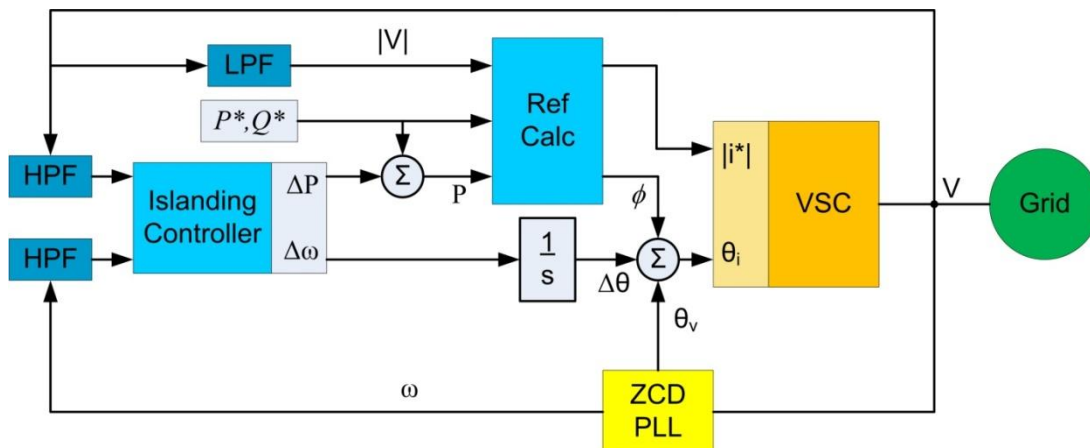 |V|
LPF
P*,Q*
HPF
Islanding
Controller
ΔP
Δω
Σ
P
Ref
Calc
ϕ
1
s
Δθ
Σ
θv
|i*|
θi
VSC
V
Grid
HPF
ω
ZCD
PLL